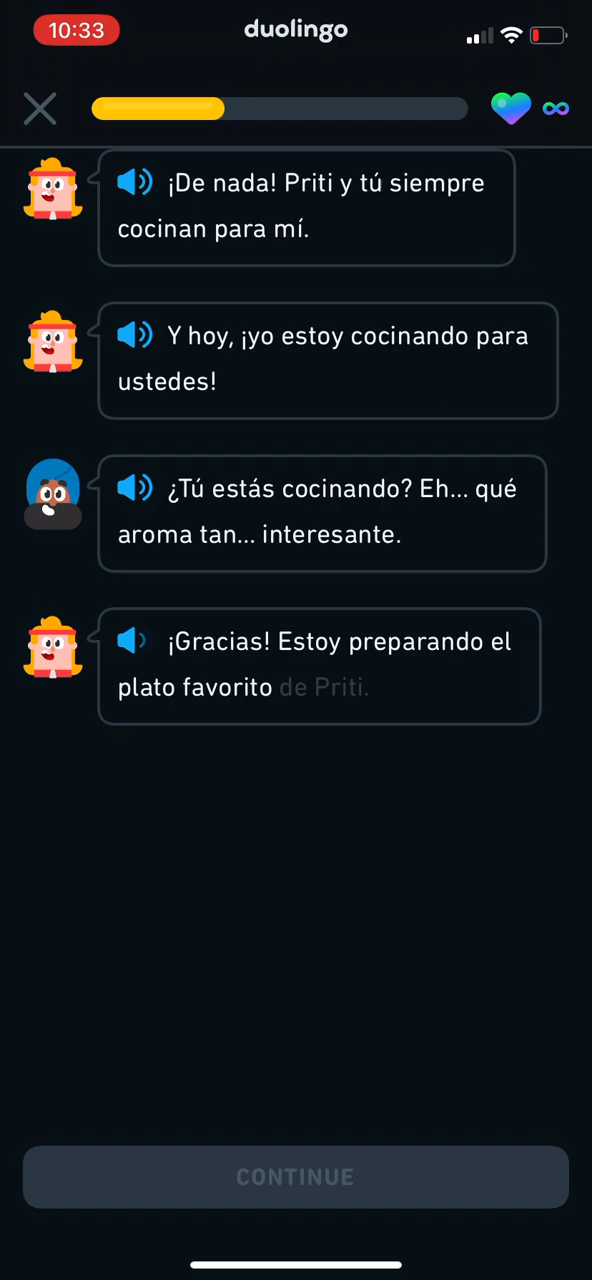 10:33
duolingo
¡De nada! Priti y tú siempre
cocinan para mí.
Y hoy, ¡yo estoy cocinando para
ustedes!
¿Tú estás cocinando? Eh... qué
aroma tan... interesante.
¡Gracias! Estoy preparando el
plato favorito de Priti.
CONTINUE